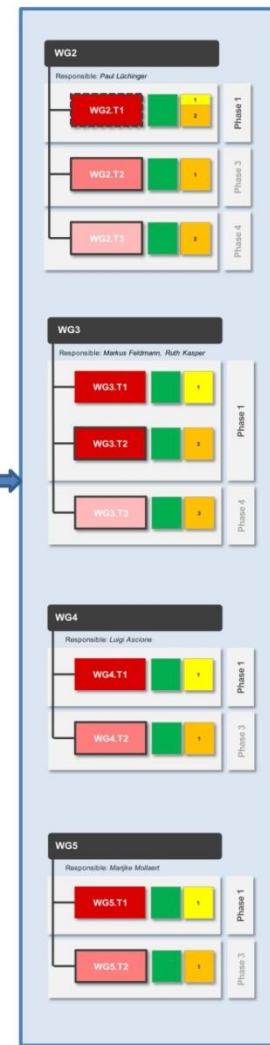 WG2
Responsible: Paul Lüchinger
WG2.T1
1
2
Phase 1
WG2.T2
1
Phase 3
WG2.T3
2
Phase 4
WG3
Responsible: Markus Feldmann, Ruth Kasper
WG3.T1
1
Phase 1
WG3.T2
3
WG3.T3
3
Phase 4
WG4
Responsible: Luigi Ascione
WG4.T1
1
Phase 1
WG4.T2
1
Phase 3
WG5
Responsible: Marijke Mollaert
WG5.T1
1
Phase 1
WG5.T2
1
Phase 3